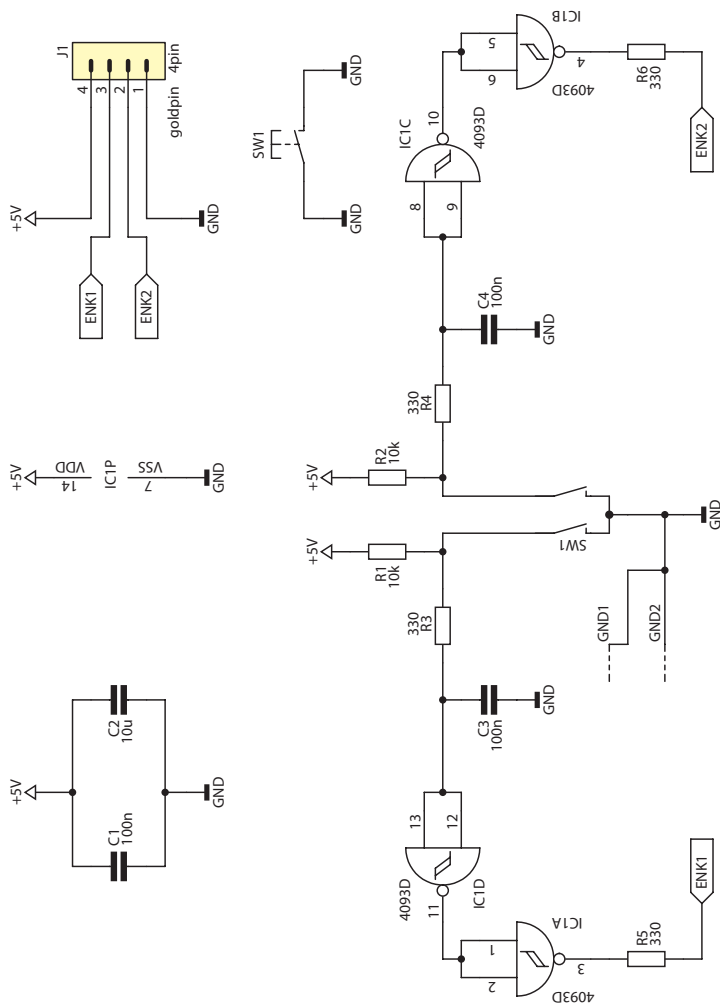 +5V
C1
100n
C2
10u
GND
+5V
14
VDD
IC1P
7
VSS
GND
+5V
ENK1
ENK2
GND
J1
4
3
2
1
goldpin
4pin
SW1
GND
GND
ENK1
R5
330
IC1A
4093D
3
1
2
4093D
11
IC1D
13
12
C3
100n
GND
330
R3
+5V
R1
10k
+5V
R2
10k
SW1
GND1
GND2
GND
330
R4
C4
100n
GND
8
9
IC1C
4093D
10
IC1B
5
6
4093D
4
R6
330
ENK2